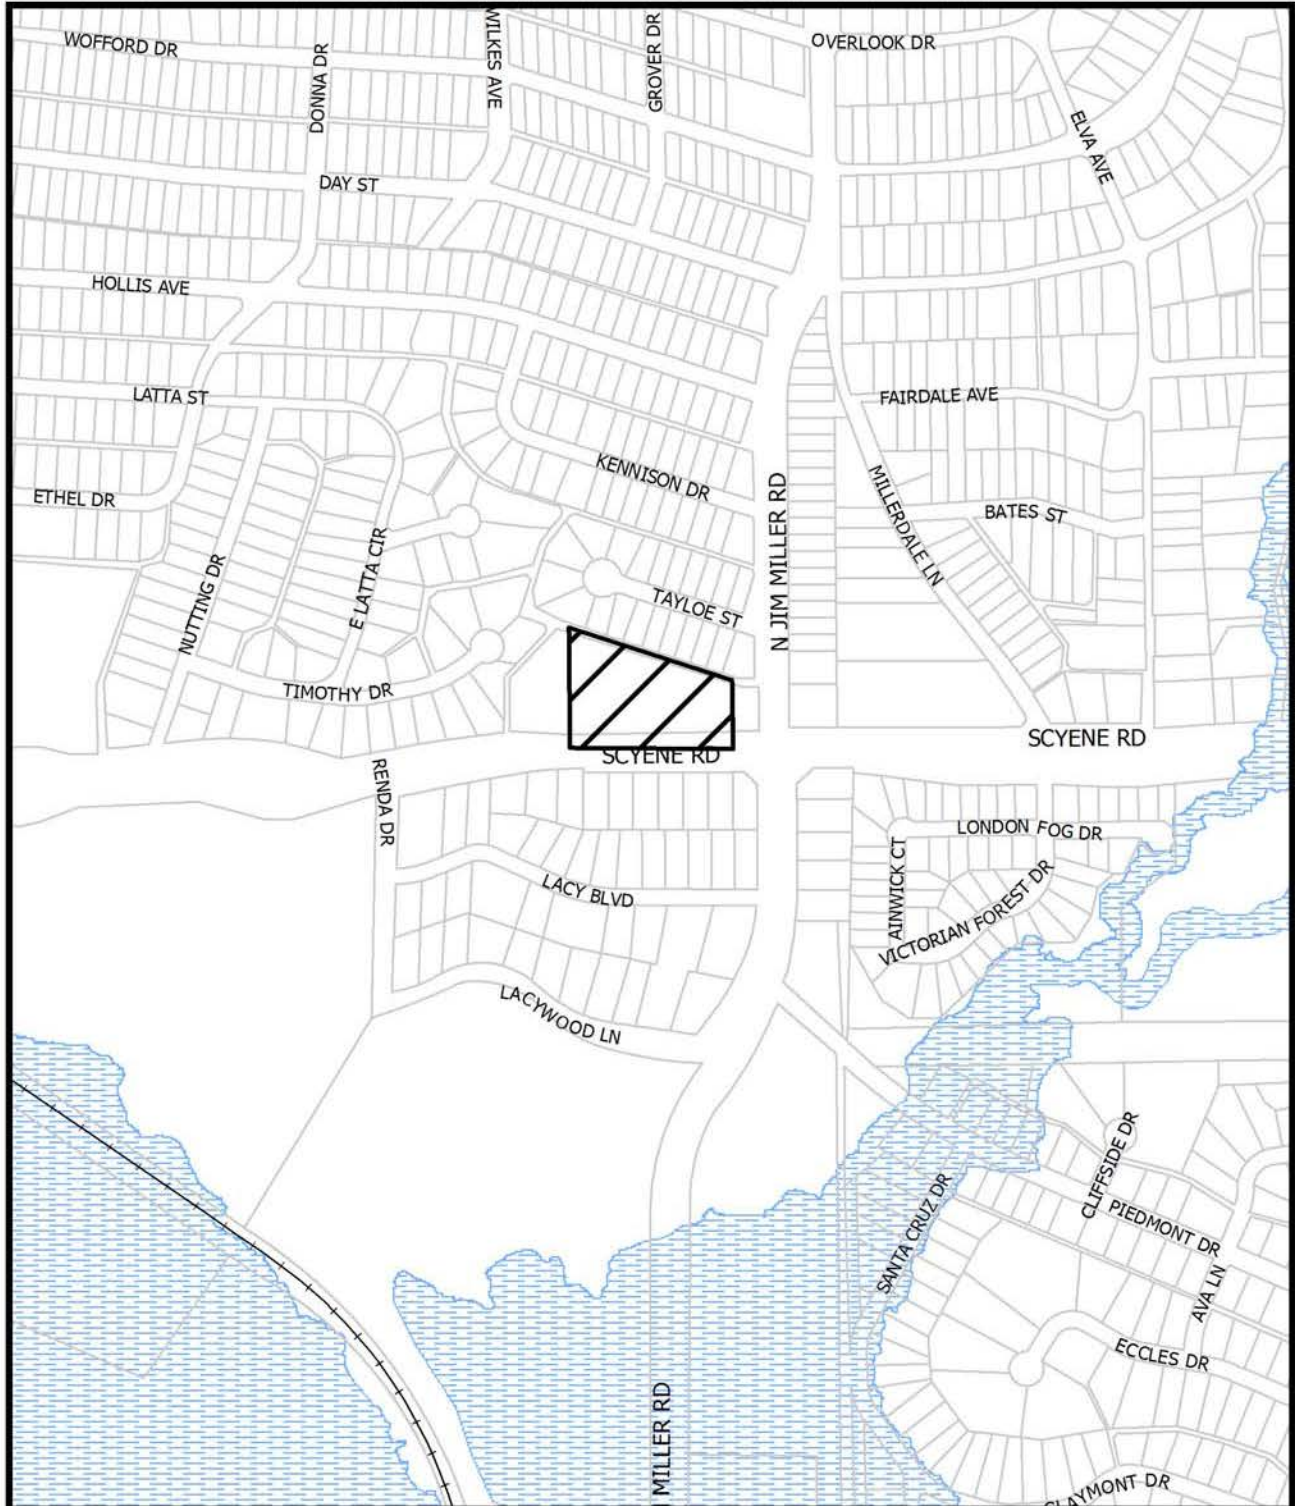 WOFFORD DR
DONNA DR
WILKES AVE
GROVER DR
OVERLOOK DR
ELVA AVE
DAY ST
HOLLIS AVE
LATTA ST
FAIRDALE AVE
ETHEL DR
KENNISON DR
N JIM MILLER RD
MILLERDALE LN
BATES ST
NUTTING DR
E LATTA CIR
TAYLOE ST
TIMOTHY DR
SCYENE RD
SCYENE RD
RENDA DR
LONDON FOG DR
AINWICK CT
VICTORIAN FOREST DR
LACY BLVD
LACYWOOD LN
CLIFFSIDE DR
SANTA CRUZ DR
PIEDMONT DR
AVA LN
ECCLES DR
MILLER RD
LAYMONT DR